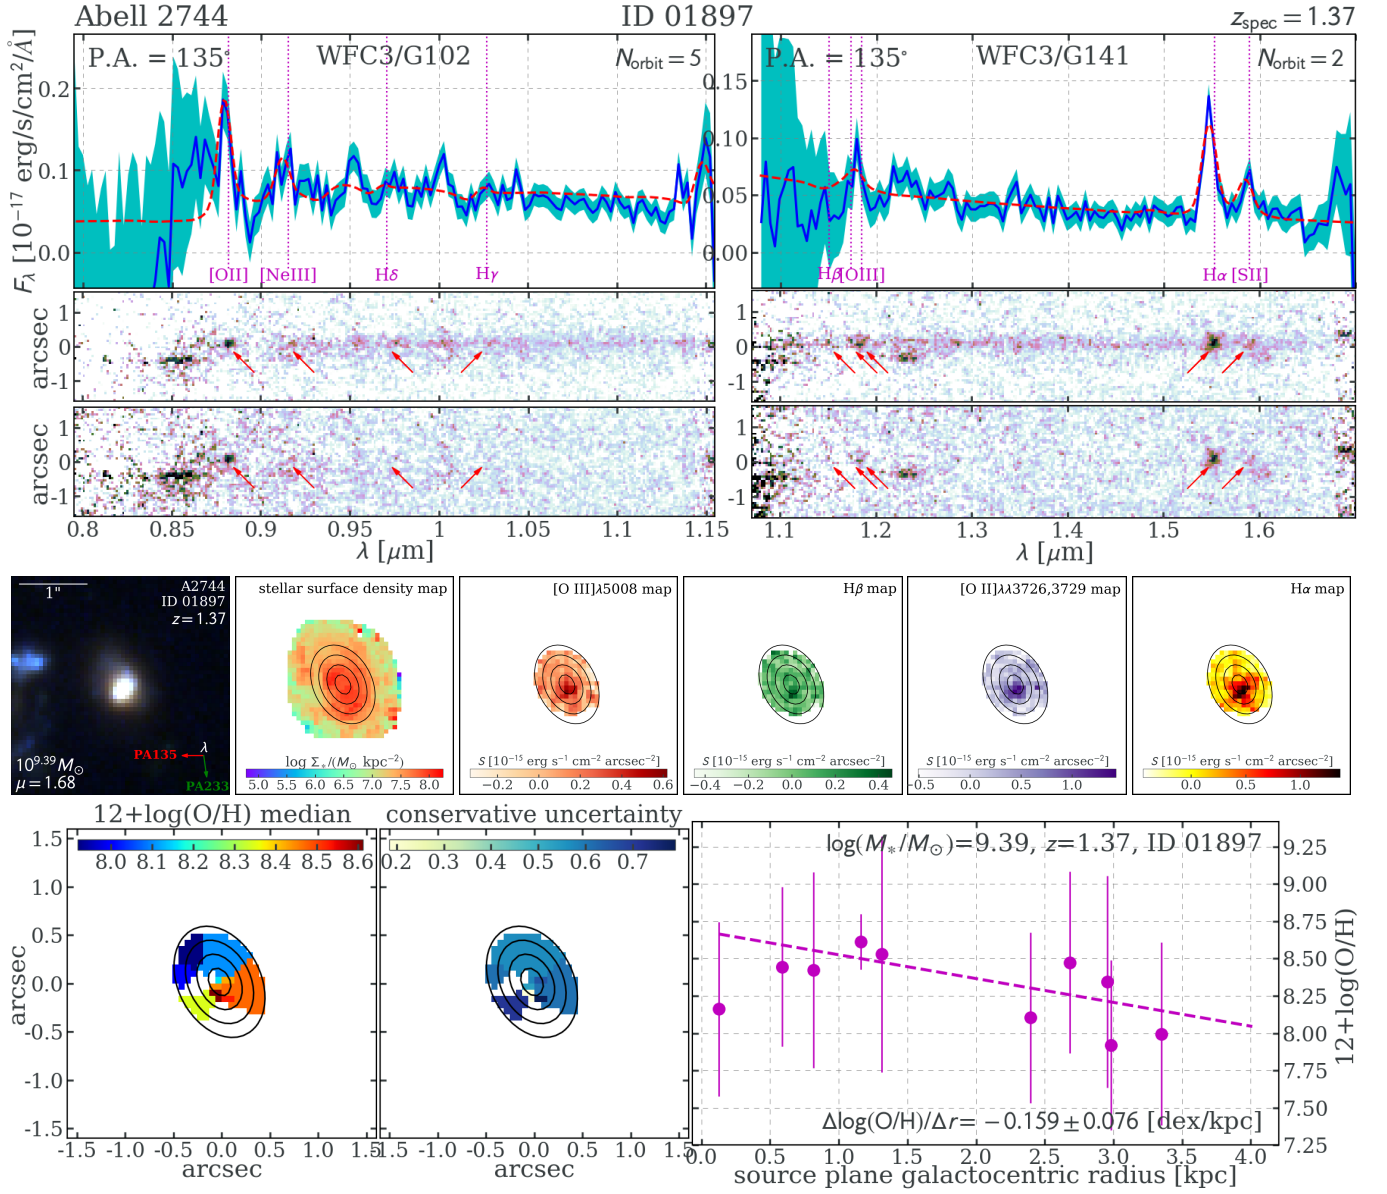 Abell 2744 ID 01897 z_spec = 1.37
P.A. = 135° WFC3/G102 N_orbit = 5
P.A. = 135° WFC3/G141 N_orbit = 2
F_λ [10^−17 erg/s/cm²/Å]
0.2
0.1
0.0
0.15
0.10
0.05
0.00
[OII] [NeIII] Hδ Hγ
Hβ [OIII] Hα [SII]
arcsec
1
0
-1
1
0
-1
arcsec
1
0
-1
1
0
-1
0.8 0.85 0.9 0.95 1 1.05 1.1 1.15
1.1 1.2 1.3 1.4 1.5 1.6
λ [μm] λ [μm]
1"
A2744
ID 01897
z = 1.37
λ
PA135
PA233
10^9.39 M⊙
μ = 1.68
stellar surface density map
log Σ∗/(M⊙ kpc^−2)
5.0 5.5 6.0 6.5 7.0 7.5 8.0
[O III]λ5008 map
S [10^−15 erg s^−1 cm^−2 arcsec^−2]
−0.2 0.0 0.2 0.4 0.6
Hβ map
S [10^−15 erg s^−1 cm^−2 arcsec^−2]
−0.4 −0.2 0.0 0.2 0.4
[O II]λλ3726,3729 map
S [10^−15 erg s^−1 cm^−2 arcsec^−2]
−0.5 0.0 0.5 1.0
Hα map
S [10^−15 erg s^−1 cm^−2 arcsec^−2]
0.0 0.5 1.0
12+log(O/H) median
8.0 8.1 8.2 8.3 8.4 8.5 8.6
conservative uncertainty
0.2 0.3 0.4 0.5 0.6 0.7
arcsec
1.5
1.0
0.5
0.0
-0.5
-1.0
-1.5
-1.5 -1.0 -0.5 0.0 0.5 1.0 1.5
arcsec
-1.0 -0.5 0.0 0.5 1.0 1.5
arcsec
log(M∗/M⊙)=9.39, z=1.37, ID 01897
Δlog(O/H)/Δr= −0.159±0.076 [dex/kpc]
9.25
9.00
8.75
8.50
8.25
8.00
7.75
7.50
7.25
12+log(O/H)
0.0 0.5 1.0 1.5 2.0 2.5 3.0 3.5 4.0
source plane galactocentric radius [kpc]